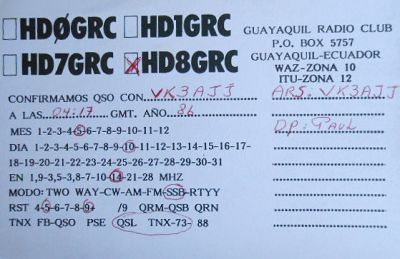 HDØGRC HD1GRC
HD7GRC HD8GRC
GUAYAQUIL RADIO CLUB
P.O. BOX 5757
GUAYAQUIL-ECUADOR
WAZ-ZONA 10
ITU-ZONA 12
CONFIRMAMOS QSO CON VK3AJJ ARS: VK3AJJ
A LAS 04:17 GMT. AÑO 86
MES 1-2-3-4-5-6-7-8-9-10-11-12 OP: Paul
DIA 1-2-3-4-5-6-7-8-9-10-11-12-13-14-15-16-17-
18-19-20-21-22-23-24-25-26-27-28-29-30-31
EN 1,9-3,5-3,8-7-10-14-21-28 MHZ
MODO: TWO WAY-CW-AM-FM-SSB-RTYY
RST 4-5-6-7-8-9+ /9 QRM-QSB QRN
TNX FB-QSO PSE QSL TNX-73- 88